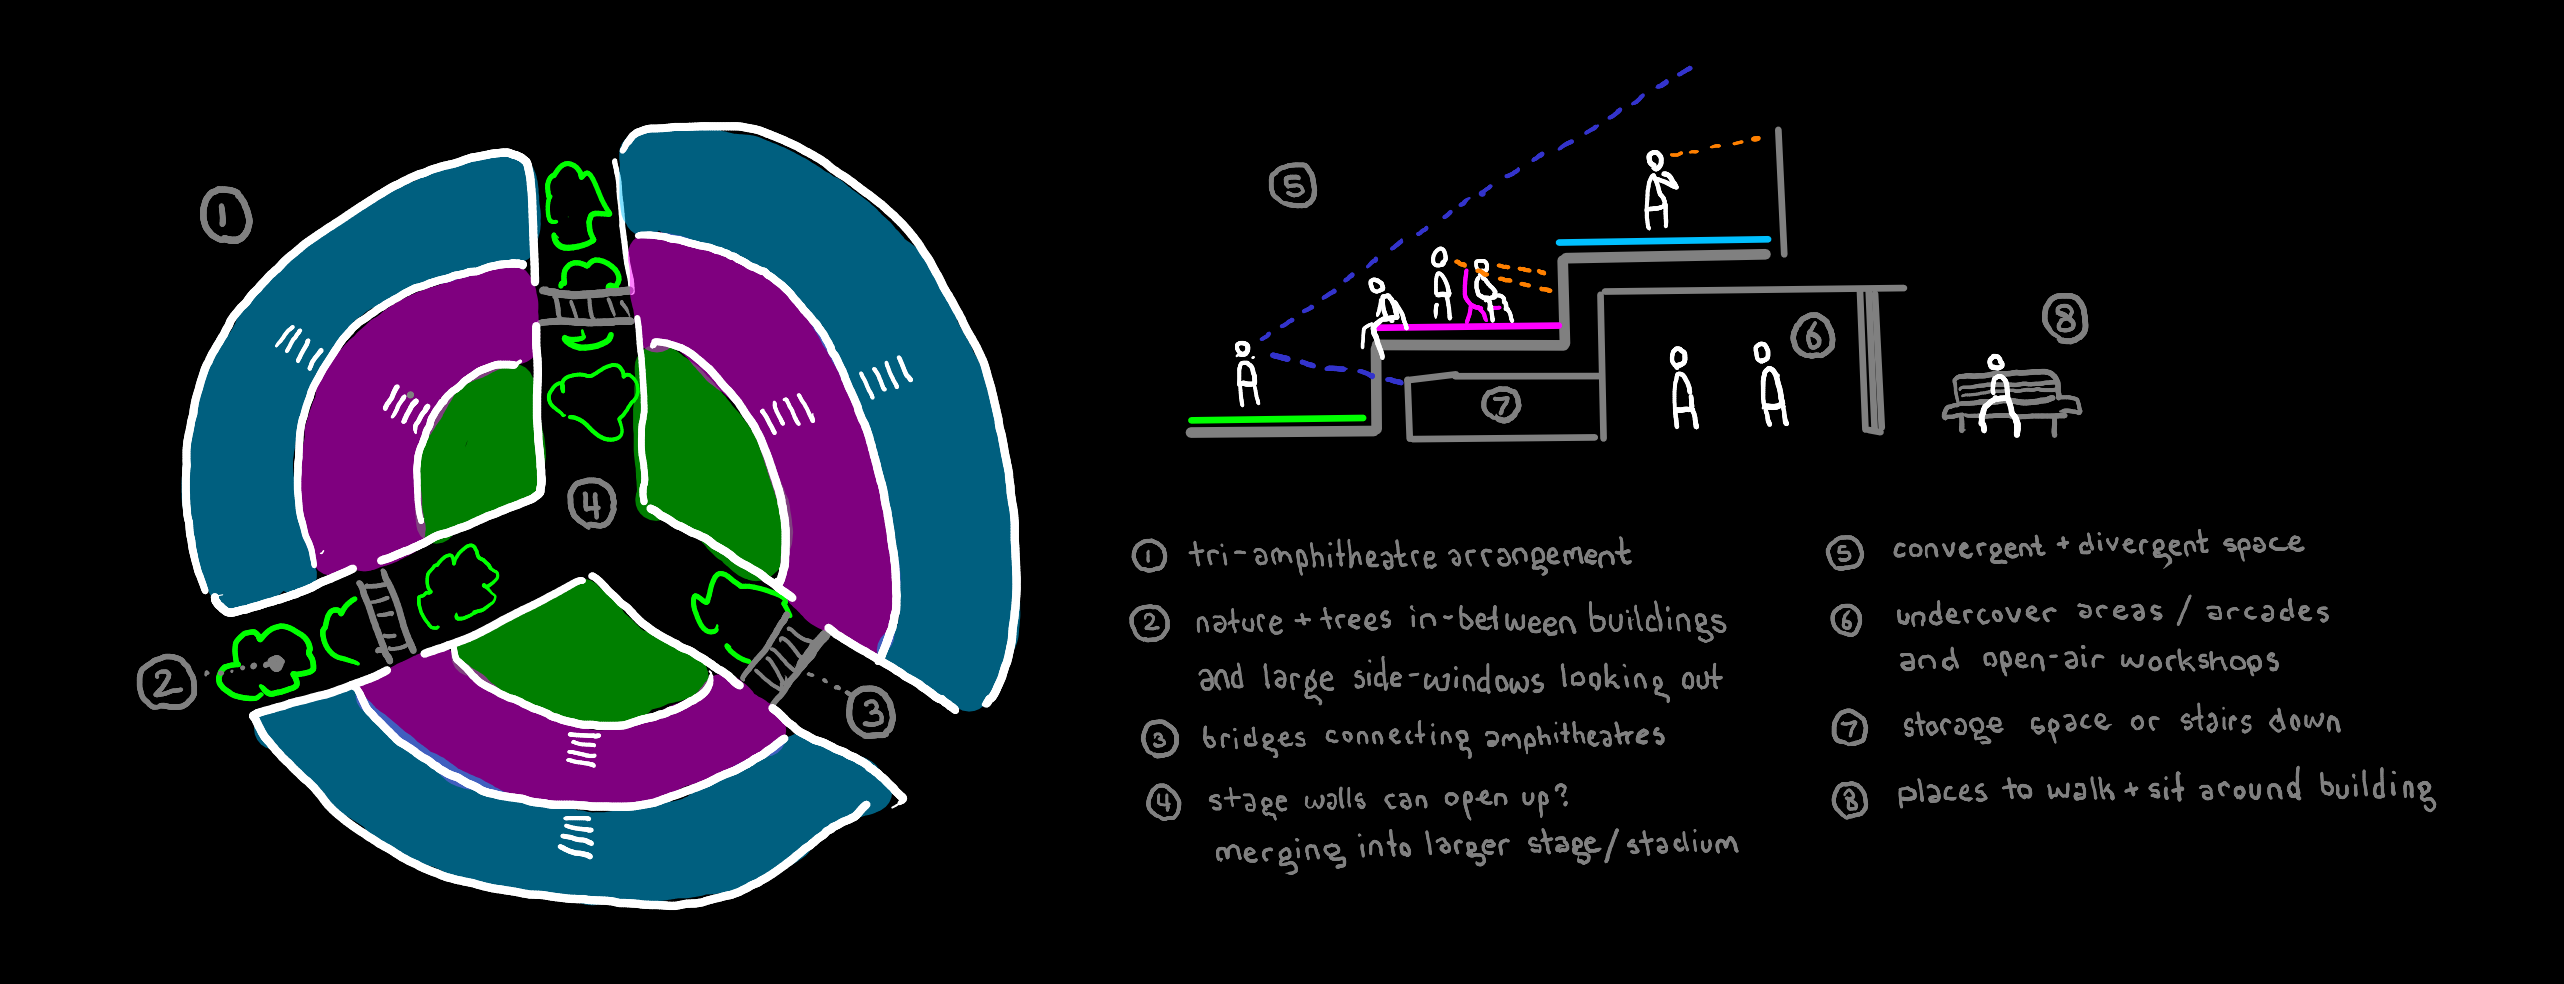 1
2
3
4
5
6
7
8
1 tri-amphitheatre arrangement
2 nature + trees in-between buildings
and large side-windows looking out
3 bridges connecting amphitheatres
4 stage walls can open up?
merging into larger stage/stadium
5 convergent + divergent space
6 undercover areas / arcades
and open-air workshops
7 storage space or stairs down
8 places to walk + sit around building